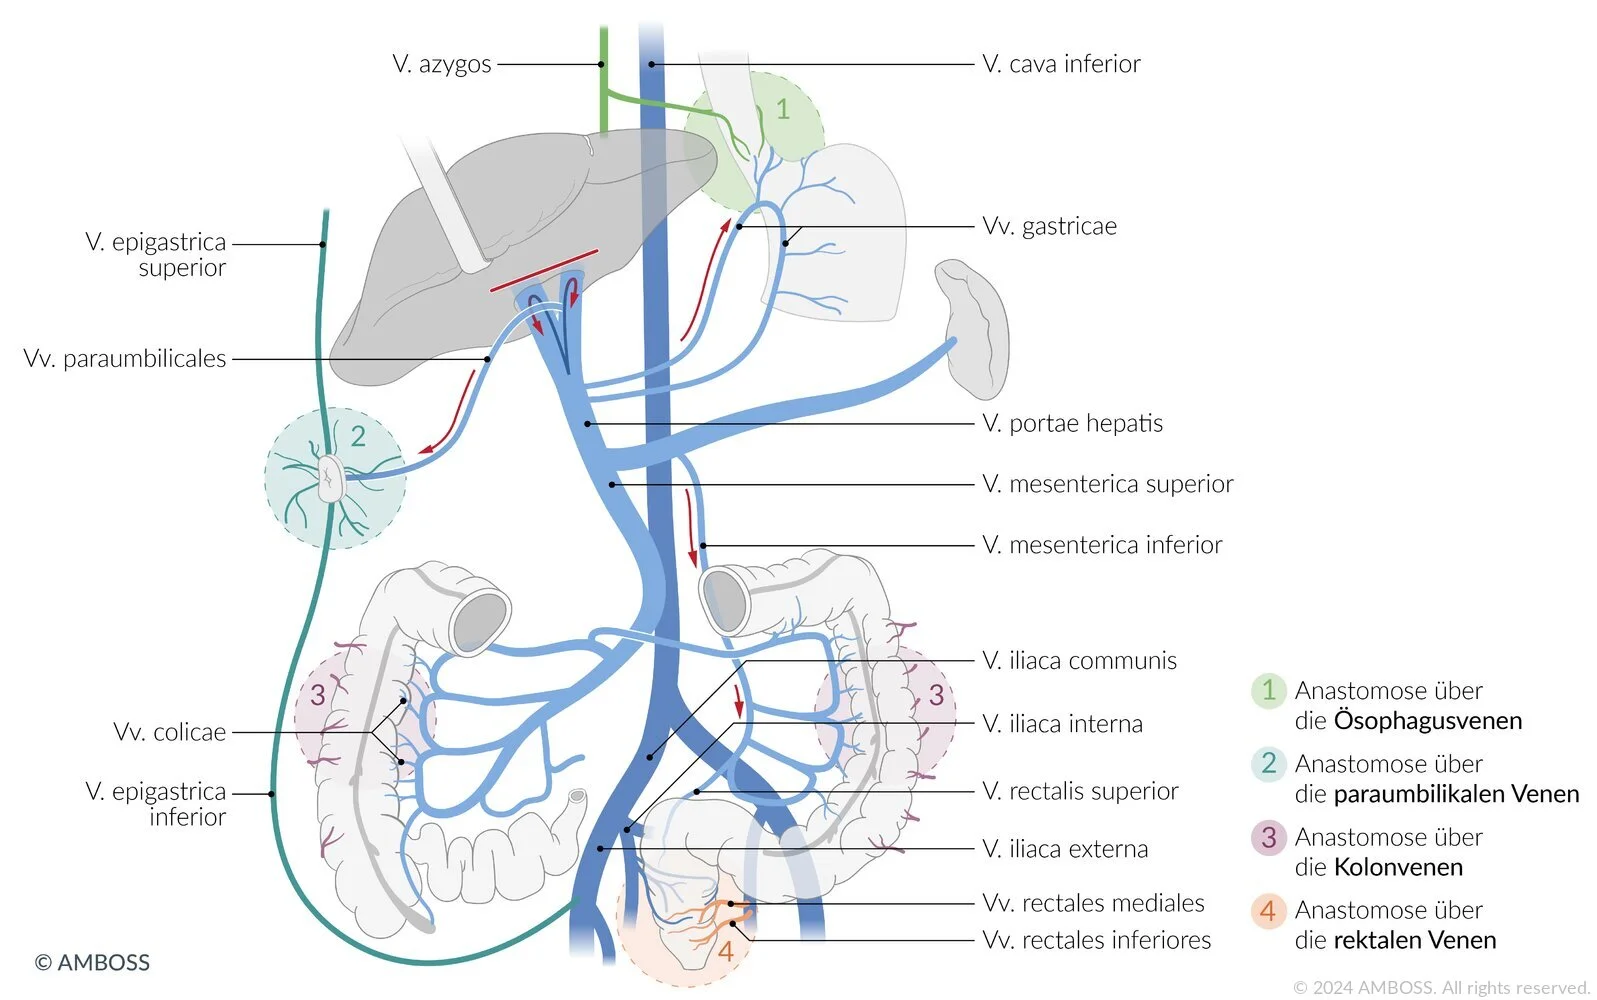 V. azygos
V. cava inferior
1
V. epigastrica
superior
Vv. gastricae
Vv. paraumbilicales
2
V. portae hepatis
V. mesenterica superior
V. mesenterica inferior
3
3
V. iliaca communis
Vv. colicae
V. iliaca interna
V. epigastrica
inferior
V. rectalis superior
V. iliaca externa
Vv. rectales mediales
Vv. rectales inferiores
4
1 Anastomose über
die Ösophagusvenen
2 Anastomose über
die paraumbilikalen Venen
3 Anastomose über
die Kolonvenen
4 Anastomose über
die rektalen Venen
© AMBOSS
© 2024 AMBOSS. All rights reserved.